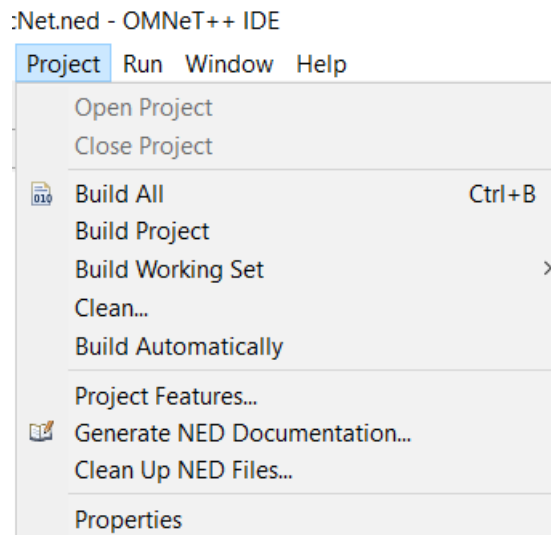 :Net.ned - OMNeT++ IDE
Project Run Window Help
Open Project
Close Project
010 Build All Ctrl+B
Build Project
Build Working Set >
Clean...
Build Automatically
Project Features...
Generate NED Documentation...
Clean Up NED Files...
Properties